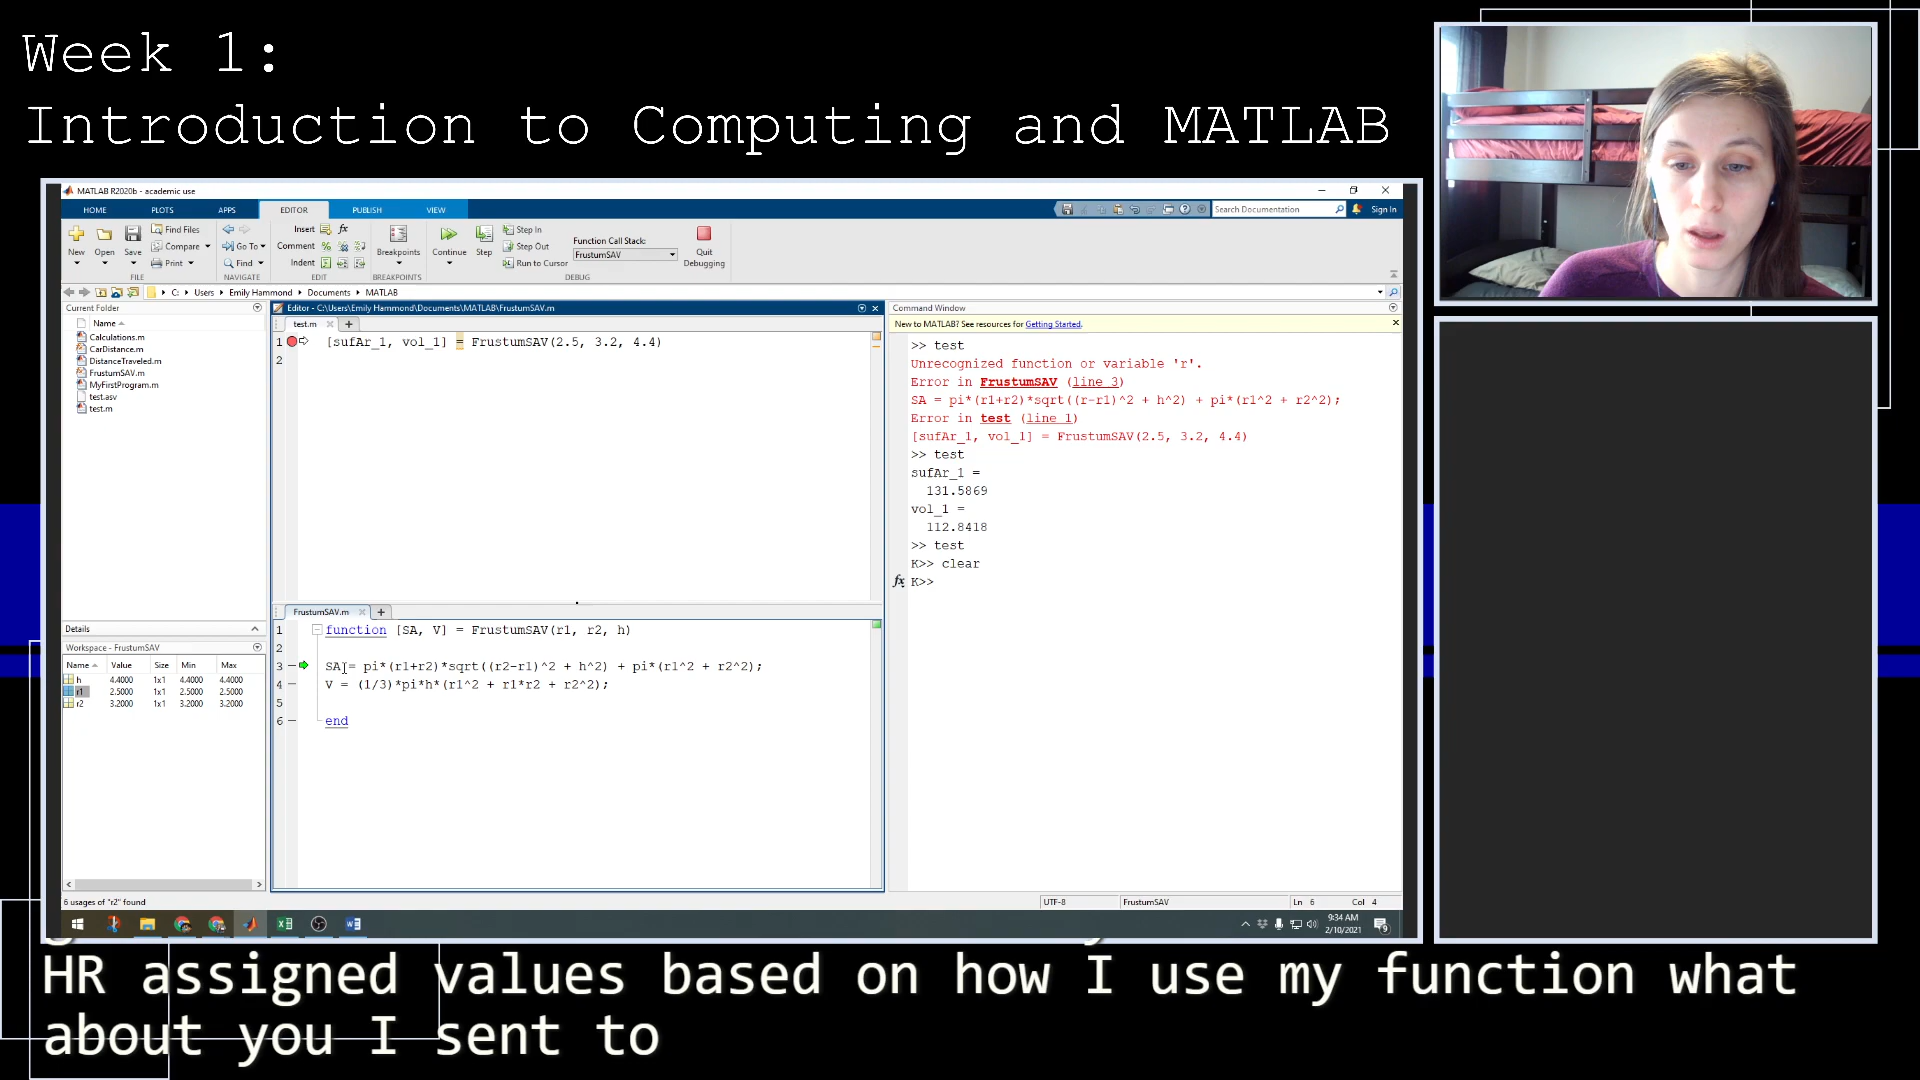 Week 1:
Introduction to Computing and MATLAB
MATLAB R2020b - academic use
HOME PLOTS APPS EDITOR PUBLISH VIEW
Search Documentation
Sign In
New Open Save
Find Files
Compare
Print
FILE
Go To
Find
NAVIGATE
Insert
Comment
Indent
EDIT
Breakpoints
BREAKPOINTS
Continue
Step
Step In
Step Out
Run to Cursor
Function Call Stack:
FrustumSAV
DEBUG
Quit
Debugging
C: Users Emily Hammond Documents MATLAB
Current Folder
Name
Calculations.m
CarDistance.m
DistanceTraveled.m
FrustumSAV.m
MyFirstProgram.m
test.asv
test.m
Details
Workspace - FrustumSAV
Name Value Size Min Max
h 4.4000 1x1 4.4000 4.4000
r1 2.5000 1x1 2.5000 2.5000
r2 3.2000 1x1 3.2000 3.2000
Editor - C:\Users\Emily Hammond\Documents\MATLAB\FrustumSAV.m
test.m
1 [sufAr_1, vol_1] = FrustumSAV(2.5, 3.2, 4.4)
2
FrustumSAV.m
1 function [SA, V] = FrustumSAV(r1, r2, h)
2
3 SA = pi*(r1+r2)*sqrt((r2-r1)^2 + h^2) + pi*(r1^2 + r2^2);
4 V = (1/3)*pi*h*(r1^2 + r1*r2 + r2^2);
5
6 end
Command Window
New to MATLAB? See resources for Getting Started.
>> test
Unrecognized function or variable 'r'.
Error in FrustumSAV (line 3)
SA = pi*(r1+r2)*sqrt((r-r1)^2 + h^2) + pi*(r1^2 + r2^2);
Error in test (line 1)
[sufAr_1, vol_1] = FrustumSAV(2.5, 3.2, 4.4)
>> test
sufAr_1 =
131.5869
vol_1 =
112.8418
>> test
K>> clear
fx K>>
6 usages of "r2" found
UTF-8 FrustumSAV Ln 6 Col 4
9:34 AM
2/10/2021
HR assigned values based on how I use my function what
about you I sent to